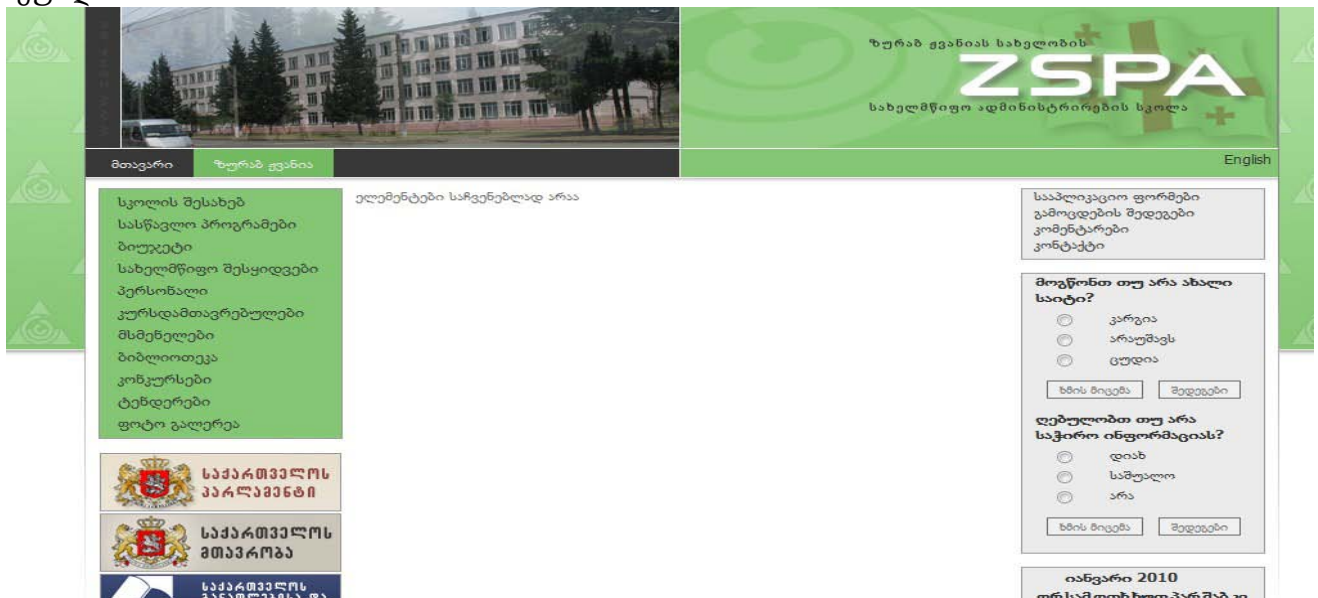 ზურაბ ჟვანიას სახელობის
ZSPA
სახელმწიფო ადმინისტრირების სკოლა
მთავარი
ზურაბ ჟვანია
English
სკოლის შესახებ
სასწავლო პროგრამები
ბიუჯეტი
სახელმწიფო შესყიდვები
პერსონალი
კურსდამთავრებულები
მსმენელები
ბიბლიოთეკა
კონკურსები
ტენდერები
ფოტო გალერეა
საქართველოს
პარლამენტი
საქართველოს
მთავრობა
საქართველოს
ელემენტები საჩვენებლად არაა
სააპლიკაციო ფორმები
გამოცდების შედეგები
კომენტარები
კონტაქტი
მოგწონთ თუ არა ახალი
საიტი?
კარგია
არაუშავს
ცუდია
ხმის მიცემა
შედეგები
ღებულობთ თუ არა
საჭირო ინფორმაციას?
დიახ
საშუალო
არა
ხმის მიცემა
შედეგები
იანვარი 2010